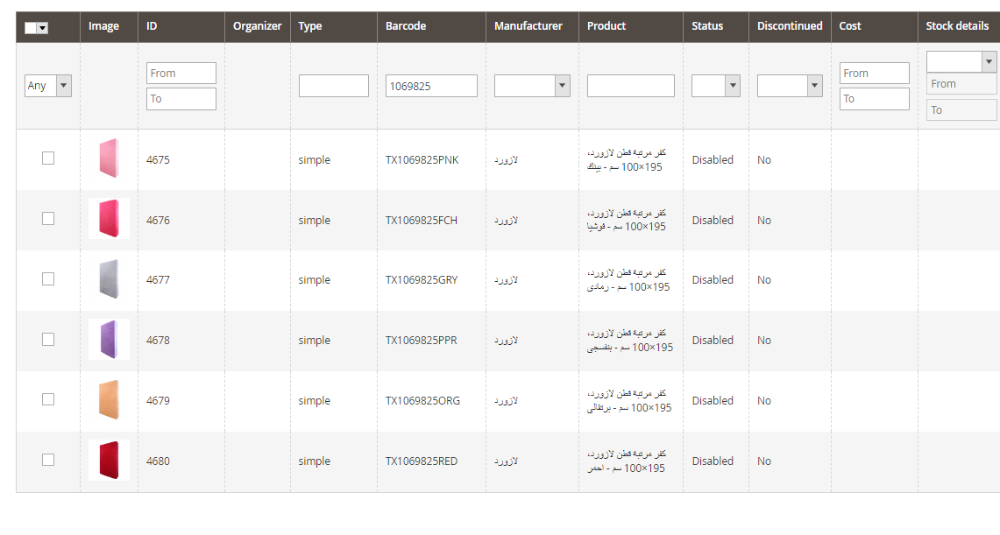 Image ID Organizer Type Barcode Manufacturer Product Status Discontinued Cost Stock details
Any From 1069825 From From
To To To
4675 simple TX1069825PNK لازورد كفر مرتبة قطن لازورد، Disabled No
195×100 سم - بينك
4676 simple TX1069825FCH لازورد كفر مرتبة قطن لازورد، Disabled No
195×100 سم - فوشيا
4677 simple TX1069825GRY لازورد كفر مرتبة قطن لازورد، Disabled No
195×100 سم - رمادى
4678 simple TX1069825PPR لازورد كفر مرتبة قطن لازورد، Disabled No
195×100 سم - بنفسجى
4679 simple TX1069825ORG لازورد كفر مرتبة قطن لازورد، Disabled No
195×100 سم - برتقالى
4680 simple TX1069825RED لازورد كفر مرتبة قطن لازورد، Disabled No
195×100 سم - احمر